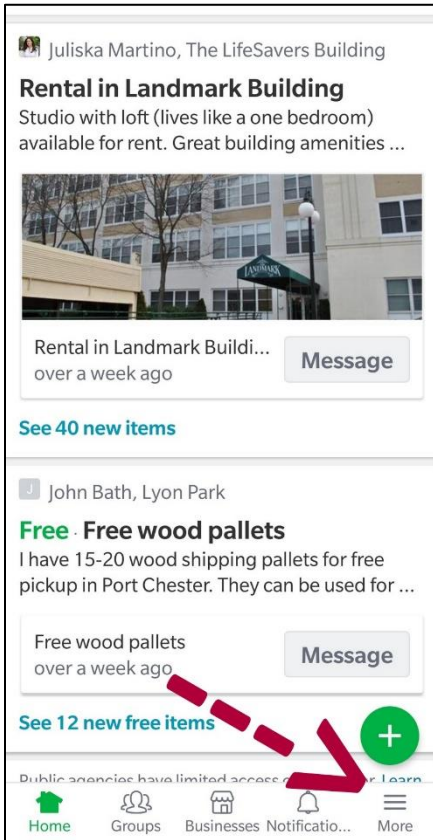 Juliska Martino, The LifeSavers Building
Rental in Landmark Building
Studio with loft (lives like a one bedroom)
available for rent. Great building amenities ...
LANDMARK
Rental in Landmark Buildi...
over a week ago
Message
See 40 new items
J John Bath, Lyon Park
Free · Free wood pallets
I have 15-20 wood shipping pallets for free
pickup in Port Chester. They can be used for ...
Free wood pallets
over a week ago
Message
See 12 new free items
+
Public agencies have limited access Learn
Home Groups Businesses Notificatio... More